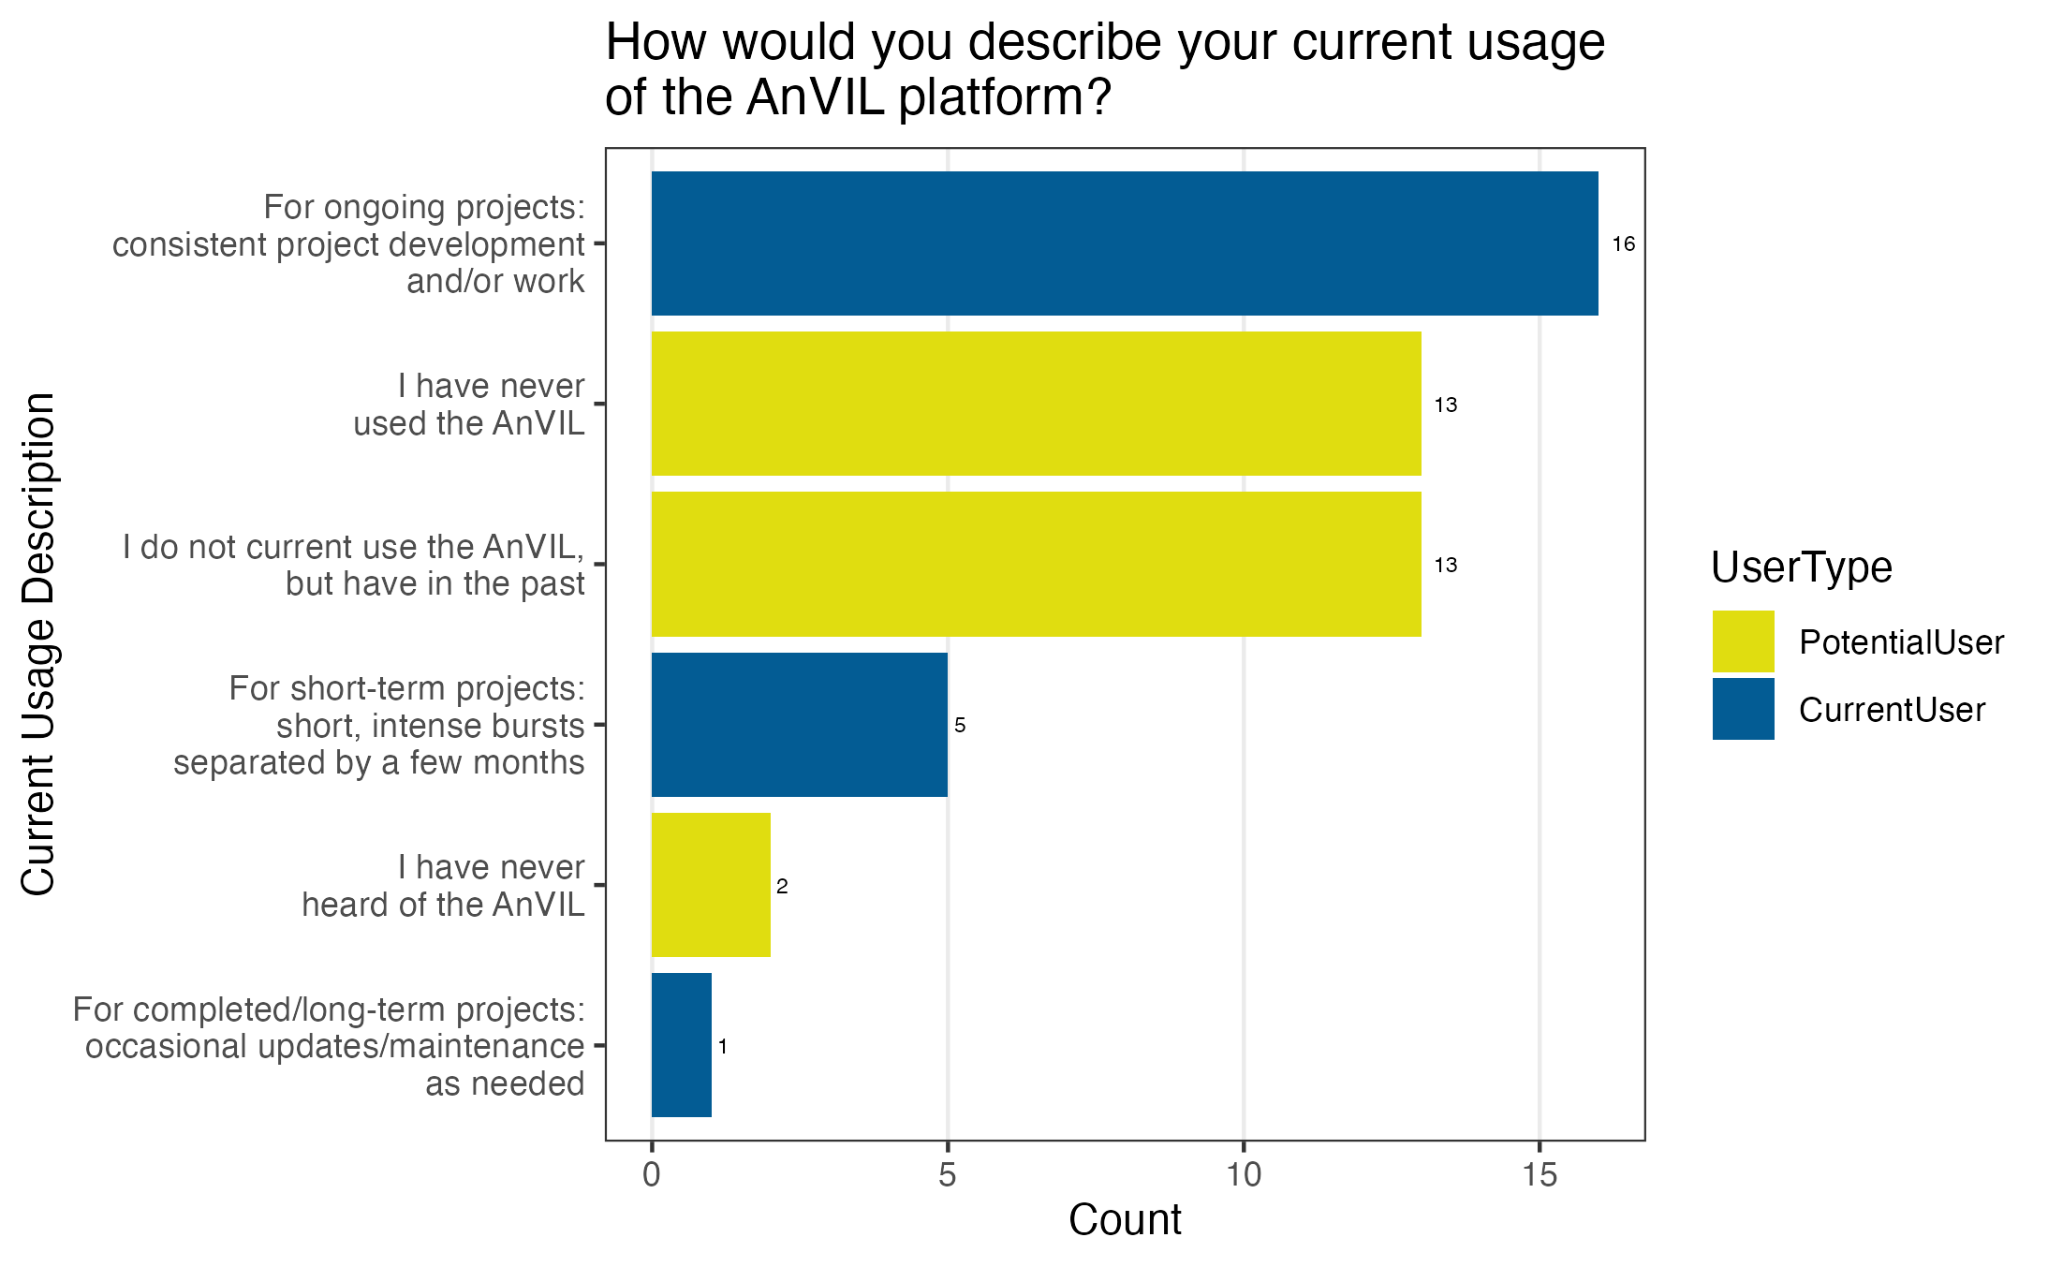 How would you describe your current usage
of the AnVIL platform?
Current Usage Description
For ongoing projects:
consistent project development
and/or work
16
I have never
used the AnVIL
13
I do not current use the AnVIL,
but have in the past
13
For short-term projects:
short, intense bursts
separated by a few months
5
I have never
heard of the AnVIL
2
For completed/long-term projects:
occasional updates/maintenance
as needed
1
0 5 10 15
Count
UserType
PotentialUser
CurrentUser